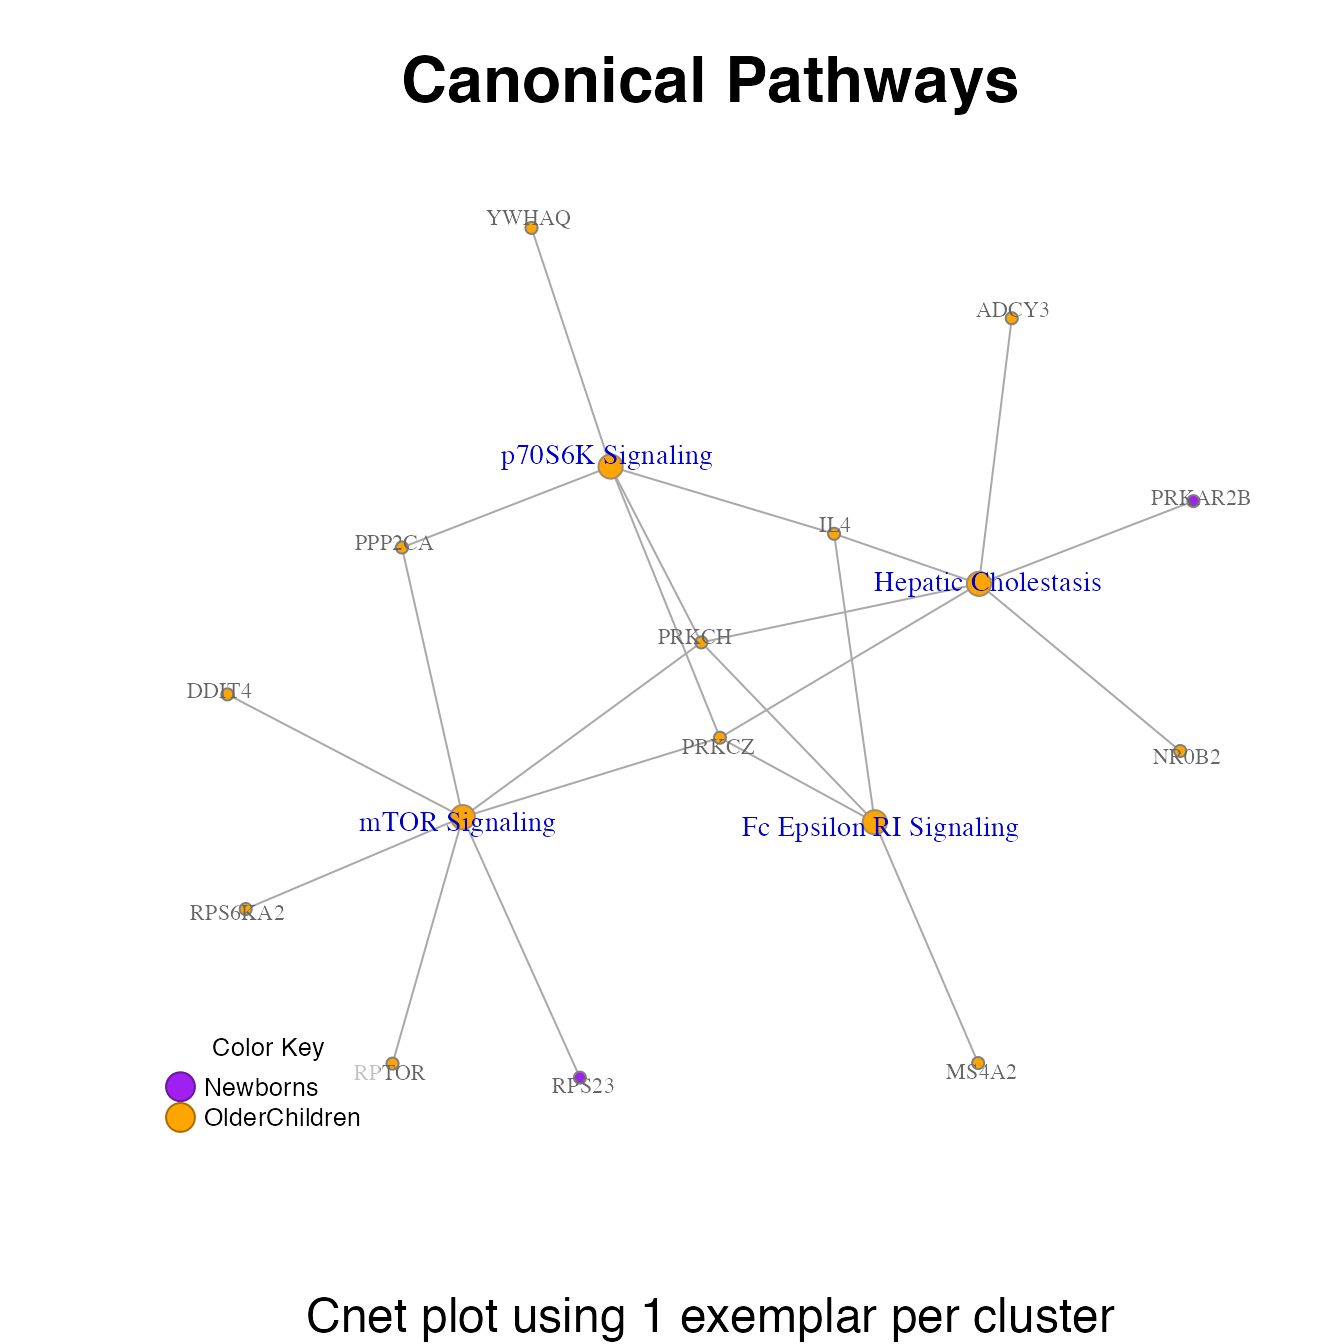 Canonical Pathways
YWHAQ
ADCY3
p70S6K Signaling
PRKAR2B
IL4
PPP2CA
Hepatic Cholestasis
PRKCH
DDIT4
PRKCZ
NR0B2
mTOR Signaling
Fc Epsilon RI Signaling
RPS6KA2
Color Key
RPTOR
MS4A2
Newborns
RPS23
OlderChildren
Cnet plot using 1 exemplar per cluster